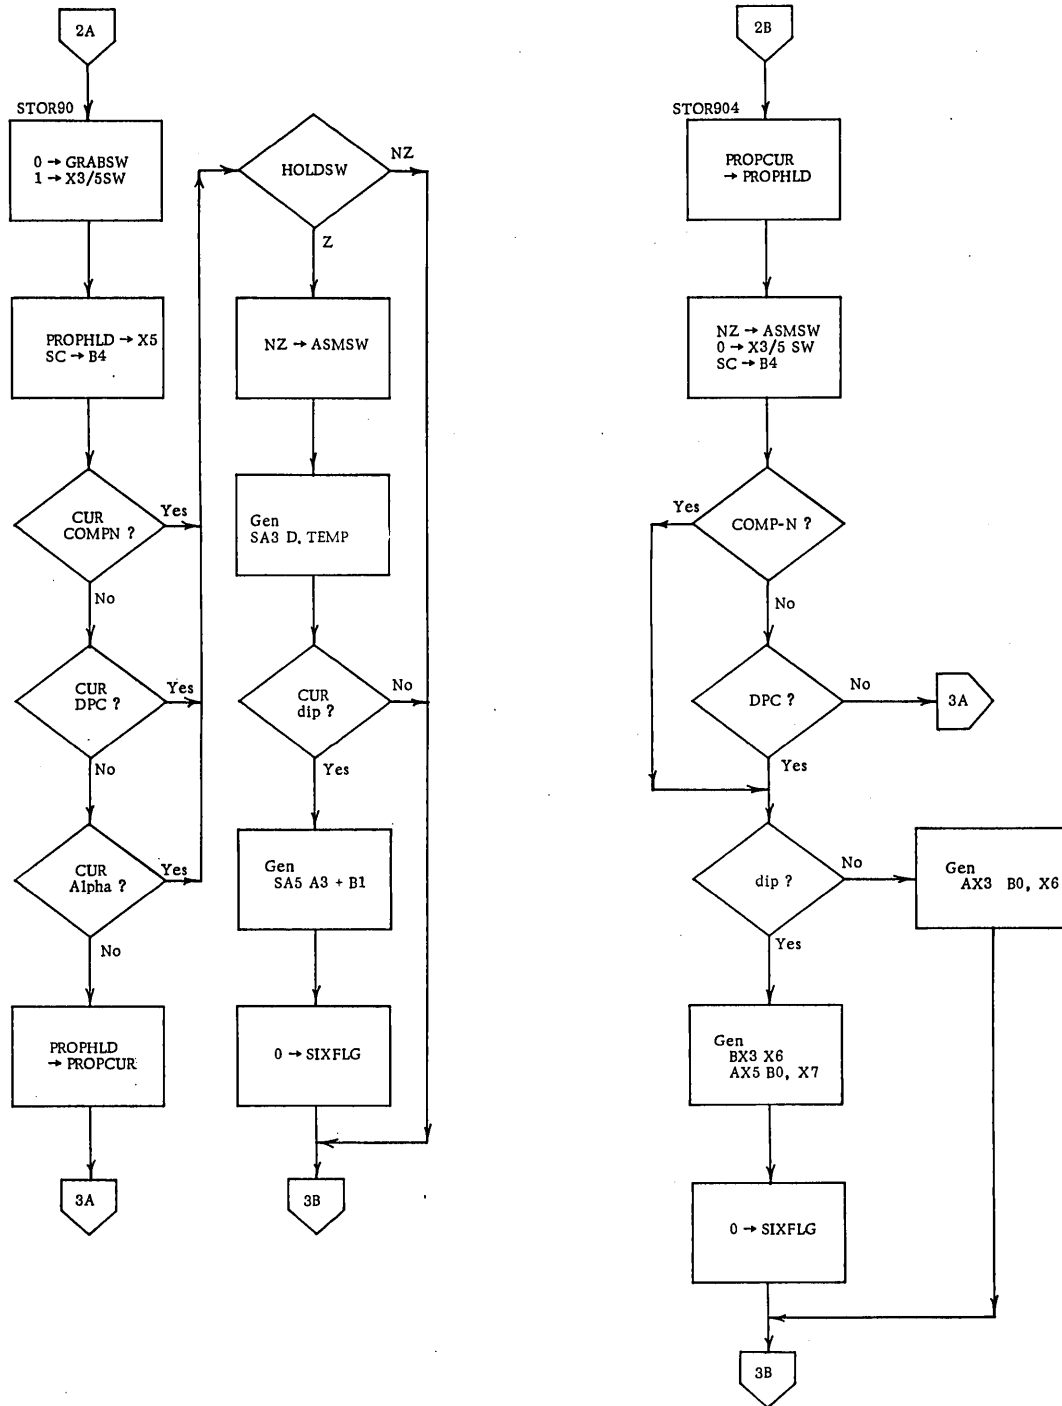 2A
STOR90
0 → GRABSW
1 → X3/5SW
PROPHLD → X5
SC → B4
CUR
COMPN ?
Yes
No
CUR
DPC ?
Yes
No
CUR
Alpha ?
Yes
No
PROPHLD
→ PROPCUR
3A
HOLDSW
NZ
Z
NZ → ASMSW
Gen
SA3 D, TEMP
CUR
dip ?
No
Yes
Gen
SA5 A3 + B1
0 → SIXFLG
3B
2B
STOR904
PROPCUR
→ PROPHLD
NZ → ASMSW
0 → X3/5 SW
SC → B4
COMP-N ?
Yes
No
DPC ?
No
3A
Yes
dip ?
No
Gen
AX3 B0, X6
Yes
Gen
BX3 X6
AX5 B0, X7
0 → SIXFLG
3B